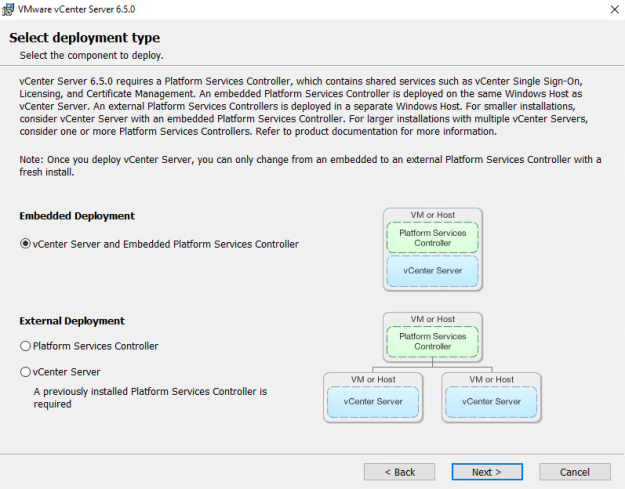 VMware vCenter Server 6.5.0
Select deployment type
Select the component to deploy.
vCenter Server 6.5.0 requires a Platform Services Controller, which contains shared services such as vCenter Single Sign-On,
Licensing, and Certificate Management. An embedded Platform Services Controller is deployed on the same Windows Host as
vCenter Server. An external Platform Services Controllers is deployed in a separate Windows Host. For smaller installations,
consider vCenter Server with an embedded Platform Services Controller. For larger installations with multiple vCenter Servers,
consider one or more Platform Services Controllers. Refer to product documentation for more information.
Note: Once you deploy vCenter Server, you can only change from an embedded to an external Platform Services Controller with a
fresh install.
Embedded Deployment
vCenter Server and Embedded Platform Services Controller
VM or Host
Platform Services
Controller
vCenter Server
External Deployment
Platform Services Controller
vCenter Server
A previously installed Platform Services Controller is
required
VM or Host
Platform Services
Controller
VM or Host
vCenter Server
VM or Host
vCenter Server
< Back
Next >
Cancel